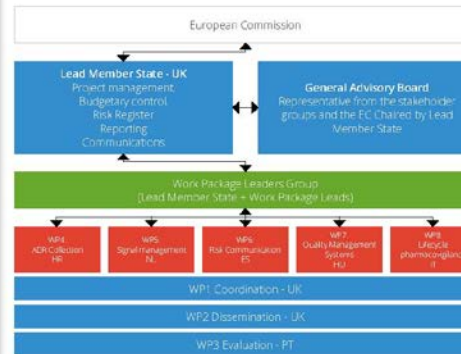 European Commission
Lead Member State - UK
Project management,
Budgetary control,
Risk Register
Reporting
Communications
General Advisory Board
Representative from the stakeholder
groups and the EC Chaired by Lead
Member State
Work Package Leaders Group
(Lead Member State + Work Package Leads)
WP4
ADR Collection
HR
WP5
Signal management
NL
WP6
Risk Communication
ES
WP7
Quality Management
Systems
HU
WP8
Lifecycle
pharmacovigilance
IT
WP1 Coordination - UK
WP2 Dissemination - UK
WP3 Evaluation - PT